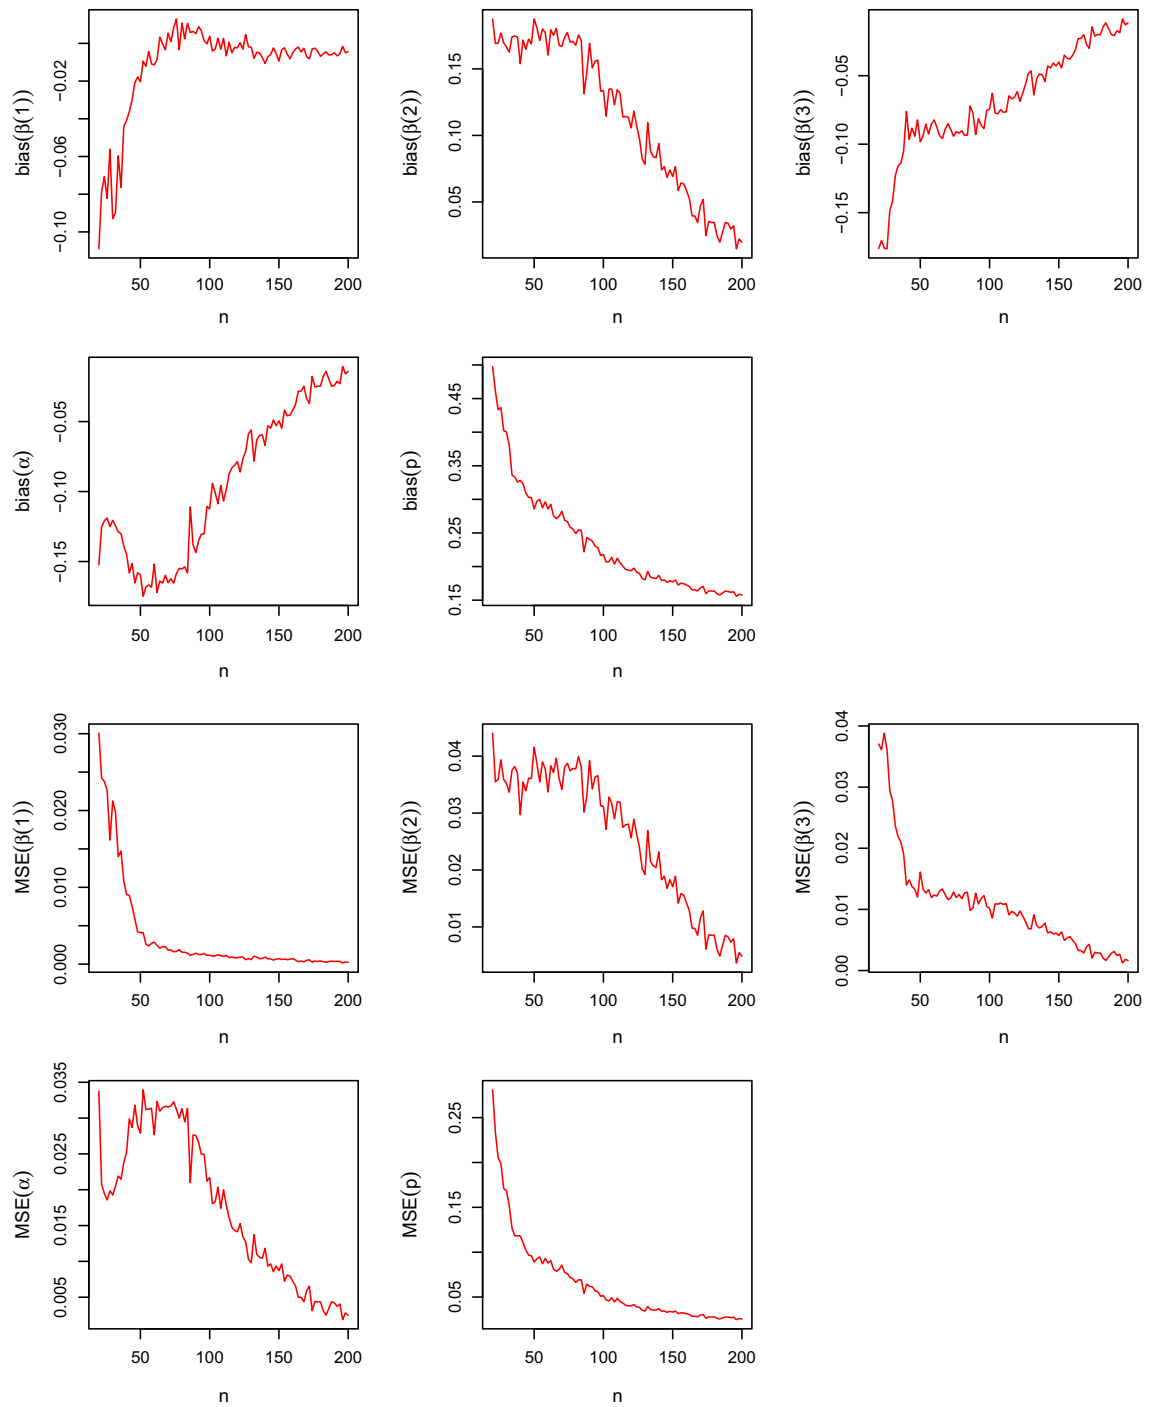 bias(β(1))
−0.10 −0.06 −0.02
50 100 150 200
n
bias(β(2))
0.05 0.10 0.15
50 100 150 200
n
bias(β(3))
−0.15 −0.10 −0.05
50 100 150 200
n
bias(α)
−0.15 −0.10 −0.05
50 100 150 200
n
bias(p)
0.15 0.25 0.35 0.45
50 100 150 200
n
MSE(β(1))
0.000 0.010 0.020 0.030
50 100 150 200
n
MSE(β(2))
0.01 0.02 0.03 0.04
50 100 150 200
n
MSE(β(3))
0.00 0.01 0.02 0.03 0.04
50 100 150 200
n
MSE(α)
0.005 0.015 0.025 0.035
50 100 150 200
n
MSE(p)
0.05 0.15 0.25
50 100 150 200
n